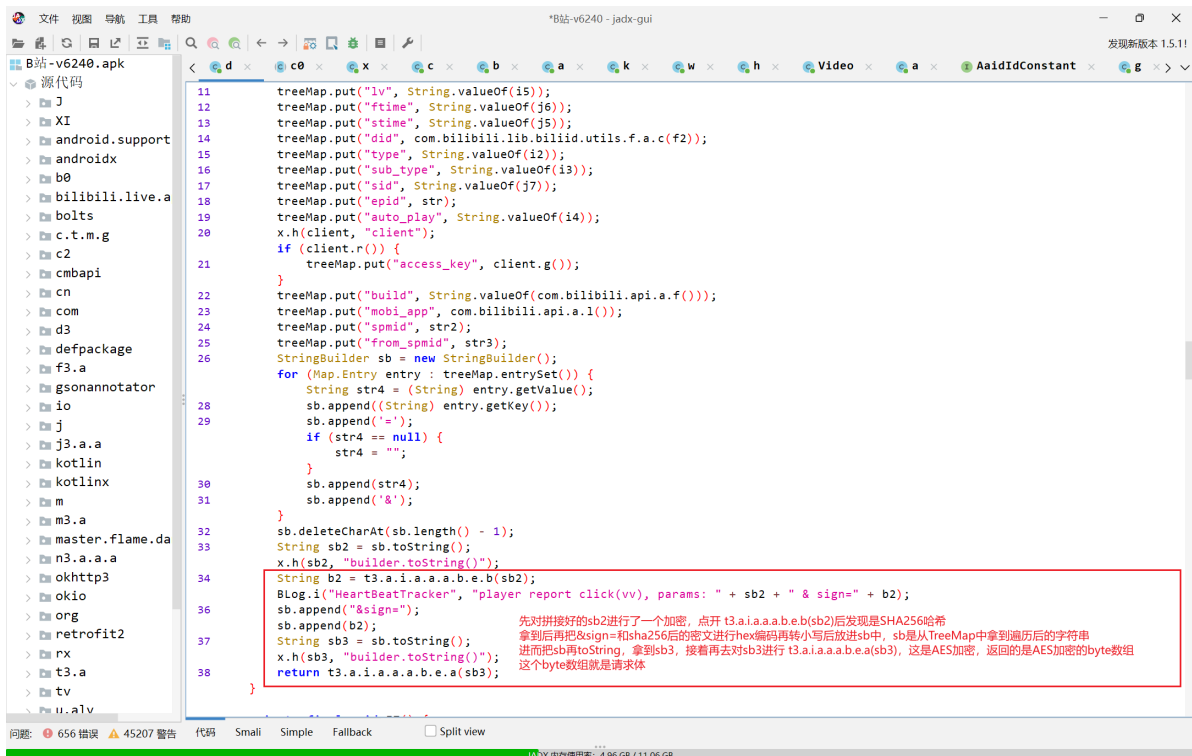 文件 视图 导航 工具 帮助
*B站-v6240 - jadx-gui
发现新版本 1.5.1!
B站-v6240.apk
d c0 x c b a k w h Video a AaidIdConstant g
源代码
J
XI
android.support
androidx
b0
bilibili.live.a
bolts
c.t.m.g
c2
cmbapi
cn
com
d3
defpackage
f3.a
gsonannotator
io
j
j3.a.a
kotlin
kotlinx
m
m3.a
master.flame.da
n3.a.a.a
okhttp3
okio
org
retrofit2
rx
t3.a
tv
u.aly
11 treeMap.put("lv", String.valueOf(i5));
12 treeMap.put("ftime", String.valueOf(j6));
13 treeMap.put("stime", String.valueOf(j5));
14 treeMap.put("did", com.bilibili.lib.biliid.utils.f.a.c(f2));
15 treeMap.put("type", String.valueOf(i2));
16 treeMap.put("sub_type", String.valueOf(i3));
17 treeMap.put("sid", String.valueOf(j7));
18 treeMap.put("epid", str);
19 treeMap.put("auto_play", String.valueOf(i4));
20 x.h(client, "client");
if (client.r()) {
21 treeMap.put("access_key", client.g());
}
22 treeMap.put("build", String.valueOf(com.bilibili.api.a.f()));
23 treeMap.put("mobi_app", com.bilibili.api.a.l());
24 treeMap.put("spmid", str2);
25 treeMap.put("from_spmid", str3);
26 StringBuilder sb = new StringBuilder();
for (Map.Entry entry : treeMap.entrySet()) {
String str4 = (String) entry.getValue();
28 sb.append((String) entry.getKey());
29 sb.append('=');
if (str4 == null) {
str4 = "";
}
30 sb.append(str4);
31 sb.append('&');
}
32 sb.deleteCharAt(sb.length() - 1);
33 String sb2 = sb.toString();
x.h(sb2, "builder.toString()");
34 String b2 = t3.a.i.a.a.a.b.e.b(sb2);
BLog.i("HeartBeatTracker", "player report click(vv), params: " + sb2 + " & sign=" + b2);
36 sb.append("&sign=");
sb.append(b2);
37 String sb3 = sb.toString();
x.h(sb3, "builder.toString()");
38 return t3.a.i.a.a.a.b.e.a(sb3);
}
先对拼接好的sb2进行了一个加密，点开 t3.a.i.a.a.a.b.e.b(sb2)后发现是SHA256哈希
拿到后再把&sign=和sha256后的密文进行hex编码再转小写后放进sb中，sb是从TreeMap中拿到遍历后的字符串
进而把sb再toString，拿到sb3，接着再去对sb3进行 t3.a.i.a.a.a.b.e.a(sb3)，这是AES加密，返回的是AES加密的byte数组
这个byte数组就是请求体
问题: 656 错误 45207 警告 代码 Smali Simple Fallback Split view
JADX 内存使用率: 4.96 GB / 11.06 GB